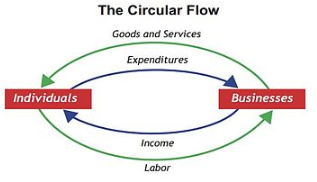 The Circular Flow
Goods and Services
Expenditures
Individuals
Businesses
Income
Labor